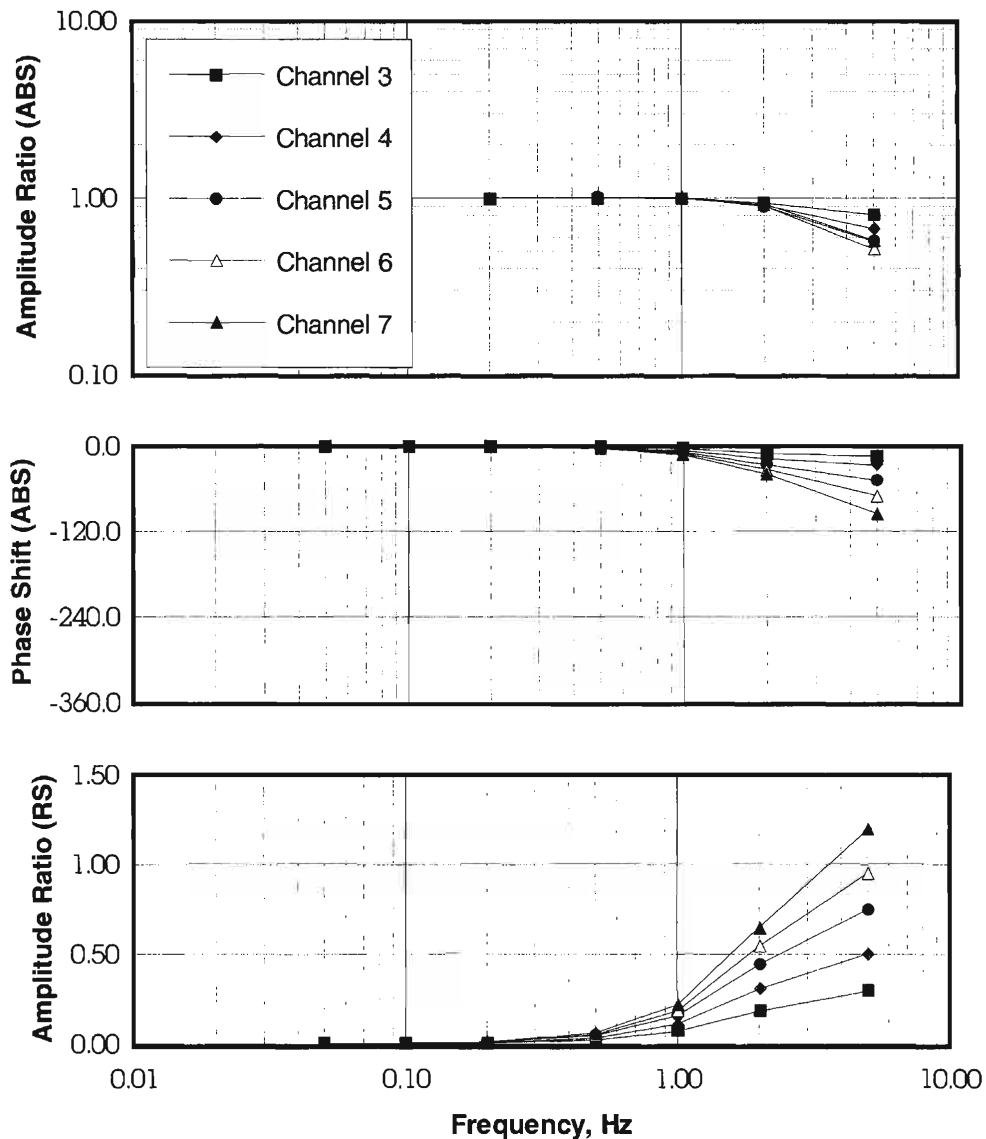 10.00
1.00
0.10
Amplitude Ratio (ABS)
Channel 3
Channel 4
Channel 5
Channel 6
Channel 7
0.0
-120.0
-240.0
-360.0
Phase Shift (ABS)
1.50
1.00
0.50
0.00
Amplitude Ratio (RS)
0.01
0.10
1.00
10.00
Frequency, Hz